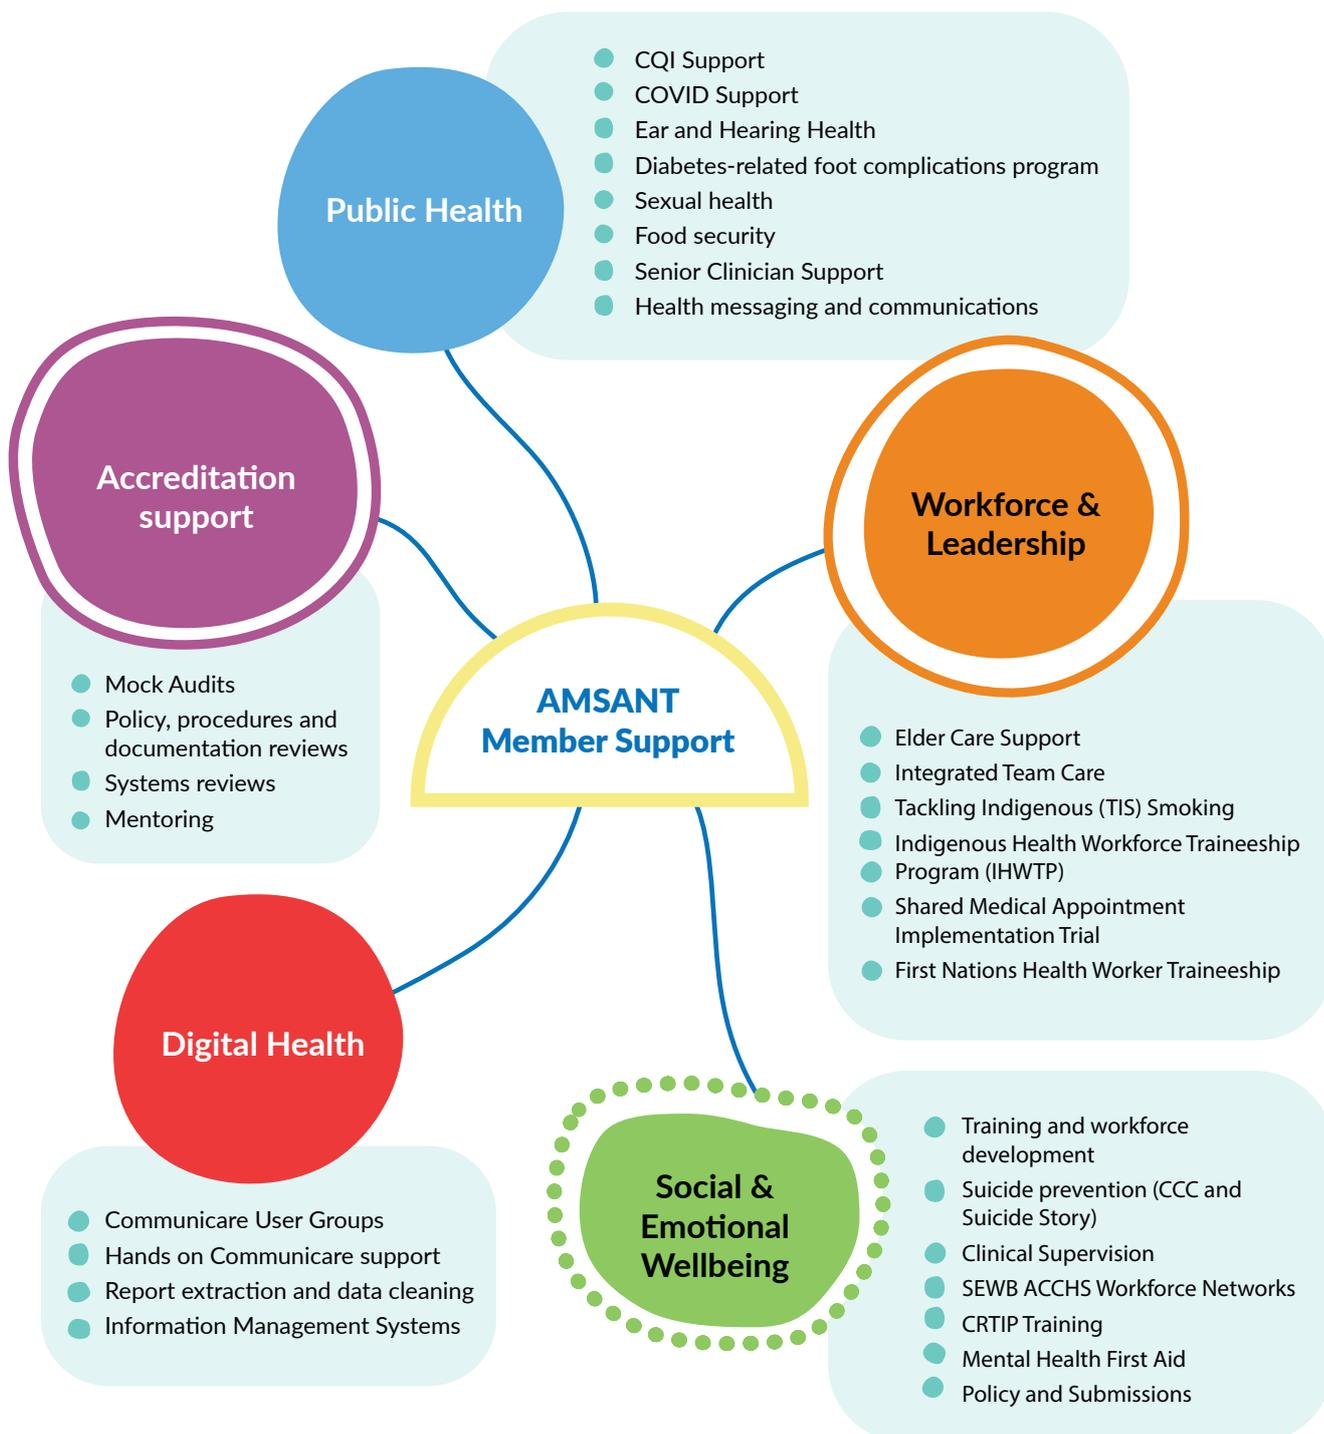 CQI Support
COVID Support
Ear and Hearing Health
Diabetes-related foot complications program
Sexual health
Food security
Senior Clinician Support
Health messaging and communications
Public Health
Accreditation
support
Mock Audits
Policy, procedures and
documentation reviews
Systems reviews
Mentoring
Workforce &
Leadership
Elder Care Support
Integrated Team Care
Tackling Indigenous (TIS) Smoking
Indigenous Health Workforce Traineeship
Program (IHWTP)
Shared Medical Appointment
Implementation Trial
First Nations Health Worker Traineeship
AMSANT
Member Support
Digital Health
Communicare User Groups
Hands on Communicare support
Report extraction and data cleaning
Information Management Systems
Social &
Emotional
Wellbeing
Training and workforce
development
Suicide prevention (CCC and
Suicide Story)
Clinical Supervision
SEWB ACCHS Workforce Networks
CRTIP Training
Mental Health First Aid
Policy and Submissions